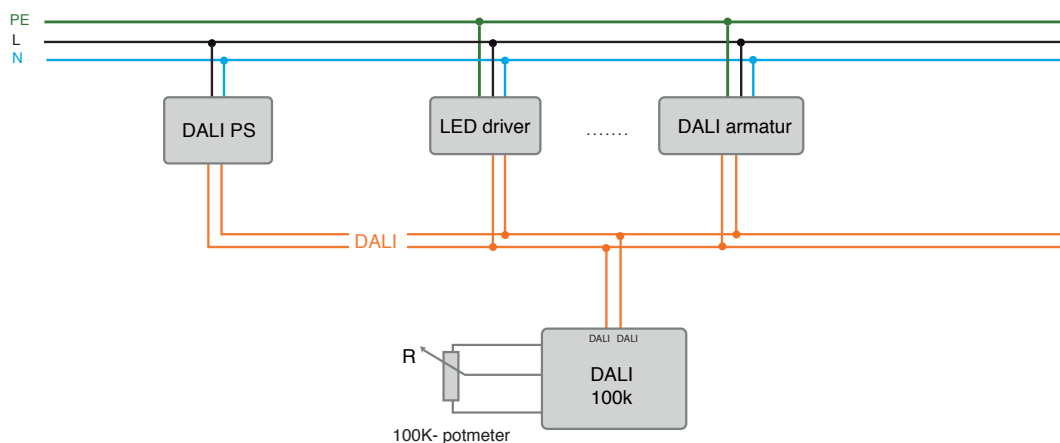 PE
L
N
DALI PS
LED driver
.......
DALI armatur
DALI
DALI DALI
DALI
100k
R
100K- potmeter